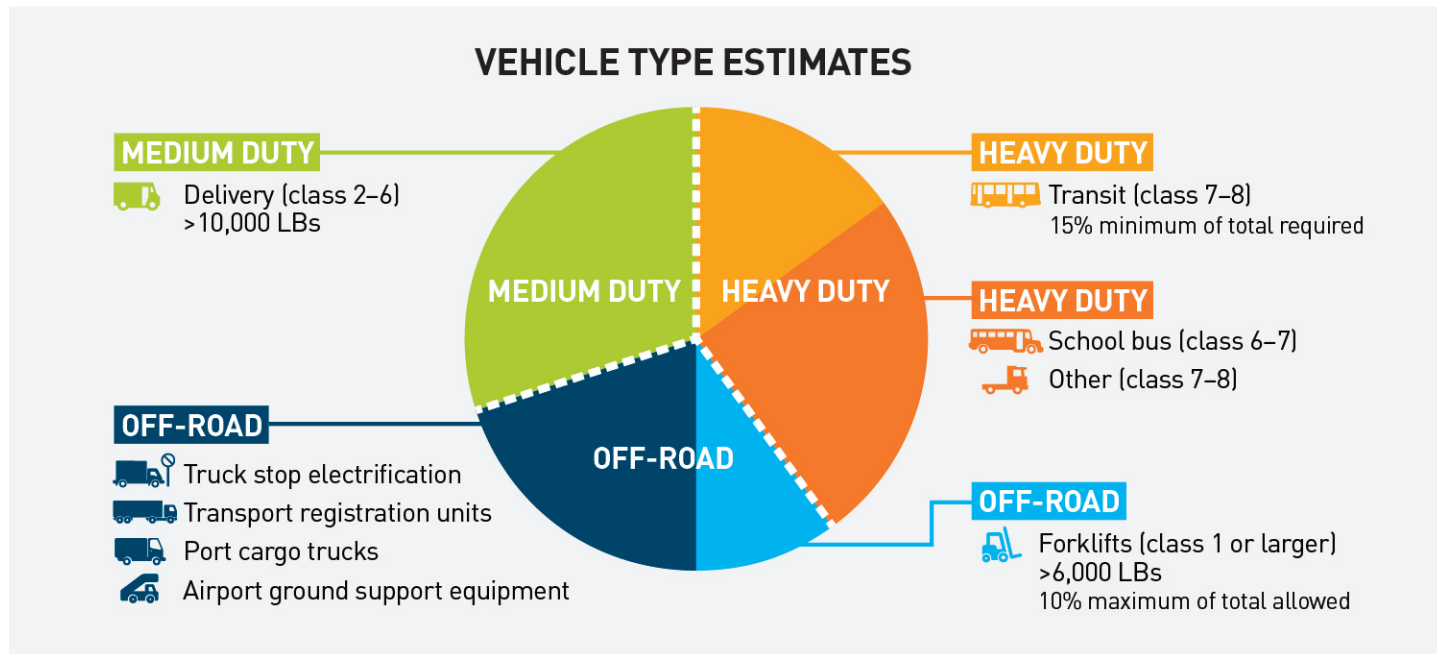 VEHICLE TYPE ESTIMATES
MEDIUM DUTY
Delivery (class 2–6)
>10,000 LBs
HEAVY DUTY
Transit (class 7–8)
15% minimum of total required
MEDIUM DUTY
HEAVY DUTY
HEAVY DUTY
School bus (class 6–7)
Other (class 7–8)
OFF-ROAD
Truck stop electrification
Transport registration units
Port cargo trucks
Airport ground support equipment
OFF-ROAD
OFF-ROAD
Forklifts (class 1 or larger)
>6,000 LBs
10% maximum of total allowed